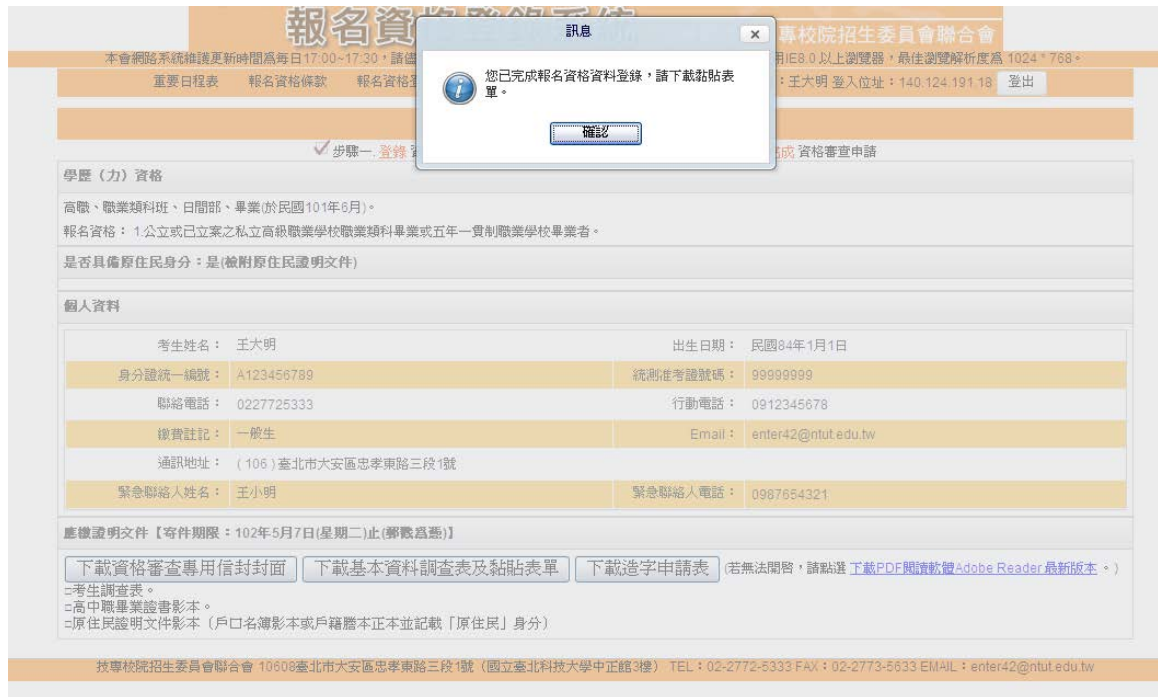 報名資
訊息
專校院招生委員會聯合會
本會網路系統維護更新時間為每日17:00~17:30，請儘
用IE8.0 以上瀏覽器，最佳瀏覽解析度為 1024 * 768。
您已完成報名資格資料登錄，請下載黏貼表
單。
重要日程表 報名資格條款 報名資格
：王大明 登入位址：140.124.191.18 登出
確認
步驟一. 登錄
成 資格審查申請
學歷（力）資格
高職、職業類科班、日間部、畢業(於民國101年6月)。
報名資格： 1.公立或已立案之私立高級職業學校職業類科畢業或五年一貫制職業學校畢業者。
是否具備原住民身分：是(檢附原住民證明文件)
個人資料
考生姓名： 王大明 出生日期： 民國84年1月1日
身分證統一編號： A123456789 統測准考證號碼： 99999999
聯絡電話： 0227725333 行動電話： 0912345678
繳費註記： 一般生 Email： enter42@ntut.edu.tw
通訊地址： ( 106 ) 臺北市大安區忠孝東路三段1號
緊急聯絡人姓名： 王小明 緊急聯絡人電話： 0987654321
應繳證明文件【寄件期限：102年5月7日(星期二)止(郵戳為憑)】
下載資格審查專用信封封面 下載基本資料調查表及黏貼表單 下載造字申請表 (若無法開啓，請點選 下載PDF閱讀軟體Adobe Reader 最新版本 。)
□考生調查表。
□高中職畢業證書影本。
□原住民證明文件影本（戶口名簿影本或戶籍謄本正本並記載「原住民」身分）
技專校院招生委員會聯合會 10608臺北市大安區忠孝東路三段1號（國立臺北科技大學中正館3樓） TEL：02-2772-5333 FAX：02-2773-5633 EMAIL：enter42@ntut.edu.tw